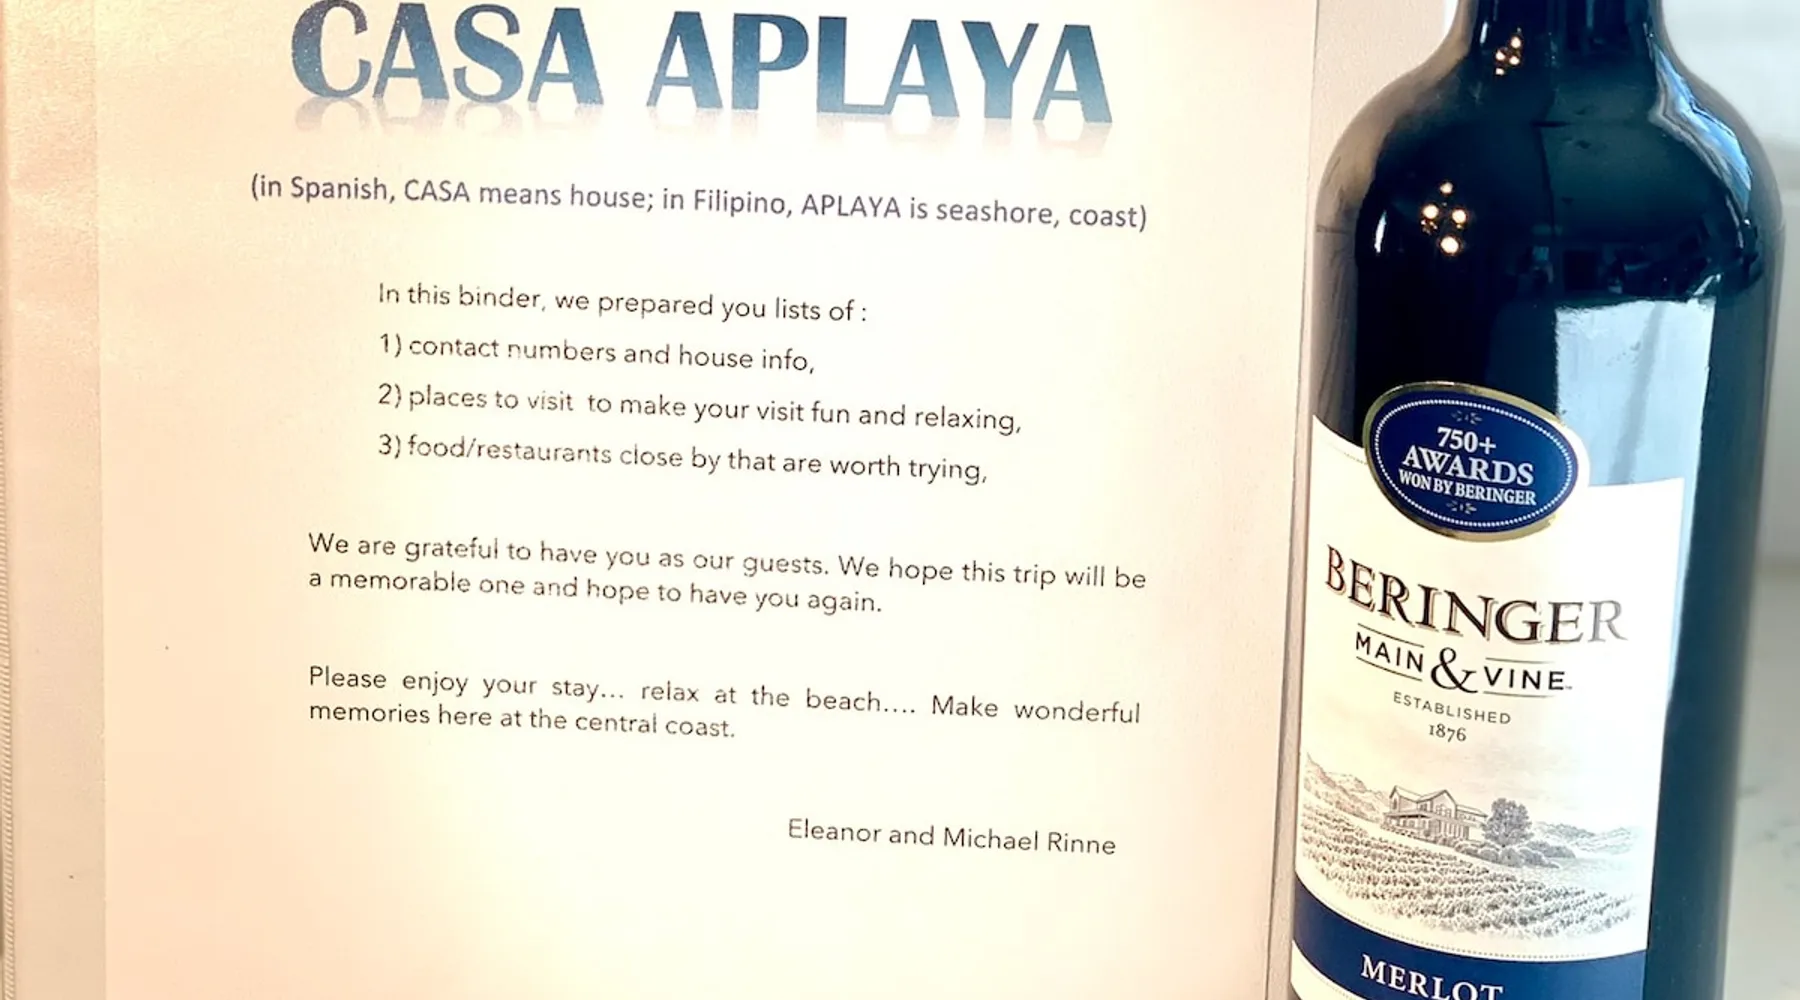 CASA APLAYA
(in Spanish, CASA means house; in Filipino, APLAYA is seashore, coast)
In this binder, we prepared you lists of :
1) contact numbers and house info,
2) places to visit to make your visit fun and relaxing,
3) food/restaurants close by that are worth trying,
We are grateful to have you as our guests. We hope this trip will be
a memorable one and hope to have you again.
Please enjoy your stay... relax at the beach.... Make wonderful
memories here at the central coast.
Eleanor and Michael Rinne
750+
AWARDS
WON BY BERINGER
BERINGER
MAIN & VINE
ESTABLISHED
1876
MERLOT